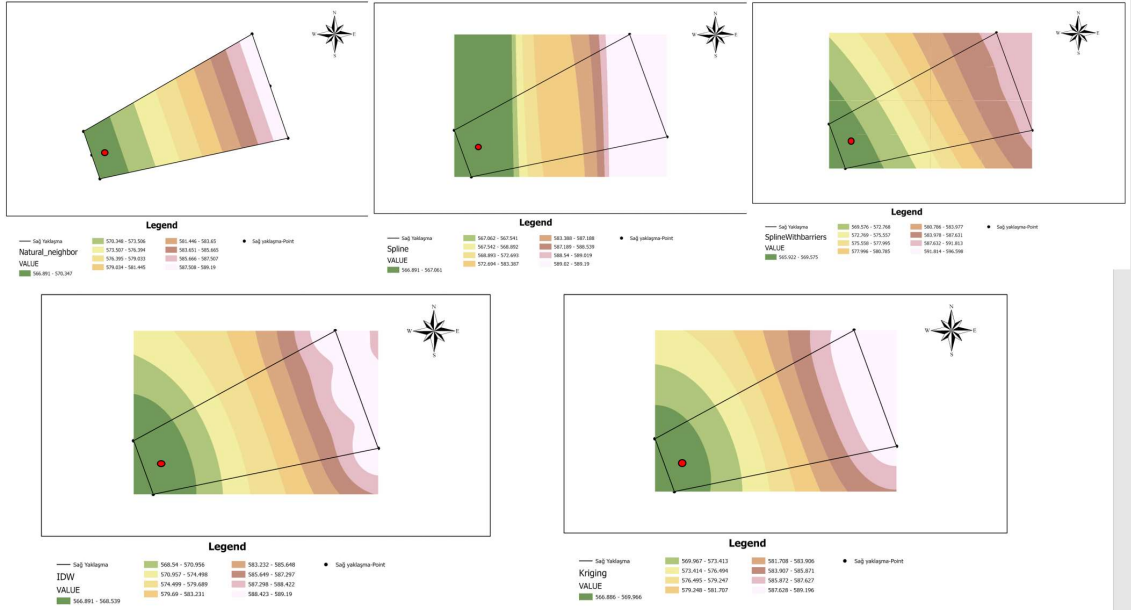 N
W E
S
N
W E
S
N
W E
S
Legend
Sağ Yaklaşma
Natural_neighbor
VALUE
566.891 - 570.347
570.348 - 573.506
573.507 - 576.394
576.395 - 579.033
579.034 - 581.445
581.446 - 583.65
583.651 - 585.665
585.666 - 587.507
587.508 - 589.19
Sağ yaklaşma-Point
Legend
Sağ Yaklaşma
Spline
VALUE
566.891 - 567.061
567.062 - 567.541
567.542 - 568.892
568.893 - 572.693
572.694 - 583.387
583.388 - 587.188
587.189 - 588.539
588.54 - 589.019
589.02 - 589.19
Sağ yaklaşma-Point
Legend
Sağ Yaklaşma
SplineWithbarriers
VALUE
565.922 - 569.575
569.576 - 572.768
572.769 - 575.557
575.558 - 577.995
577.996 - 580.785
580.786 - 583.977
583.978 - 587.631
587.632 - 591.813
591.814 - 596.598
Sağ yaklaşma-Point
N
W E
S
N
W E
S
Legend
Sağ Yaklaşma
IDW
VALUE
566.891 - 568.539
568.54 - 570.956
570.957 - 574.498
574.499 - 579.689
579.69 - 583.231
583.232 - 585.648
585.649 - 587.297
587.298 - 588.422
588.423 - 589.19
Sağ yaklaşma-Point
Legend
Sağ Yaklaşma
Kriging
VALUE
566.886 - 569.966
569.967 - 573.413
573.414 - 576.494
576.495 - 579.247
579.248 - 581.707
581.708 - 583.906
583.907 - 585.871
585.872 - 587.627
587.628 - 589.196
Sağ yaklaşma-Point